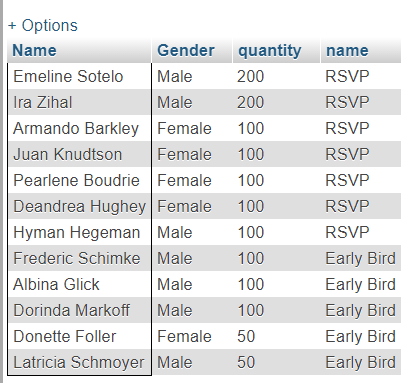 + Options
Name Gender quantity name
Emeline Sotelo Male 200 RSVP
Ira Zihal Male 200 RSVP
Armando Barkley Female 100 RSVP
Juan Knudtson Female 100 RSVP
Pearlene Boudrie Female 100 RSVP
Deandrea Hughey Female 100 RSVP
Hyman Hegeman Male 100 RSVP
Frederic Schimke Male 100 Early Bird
Albina Glick Male 100 Early Bird
Dorinda Markoff Male 100 Early Bird
Donette Foller Female 50 Early Bird
Latricia Schmoyer Male 50 Early Bird